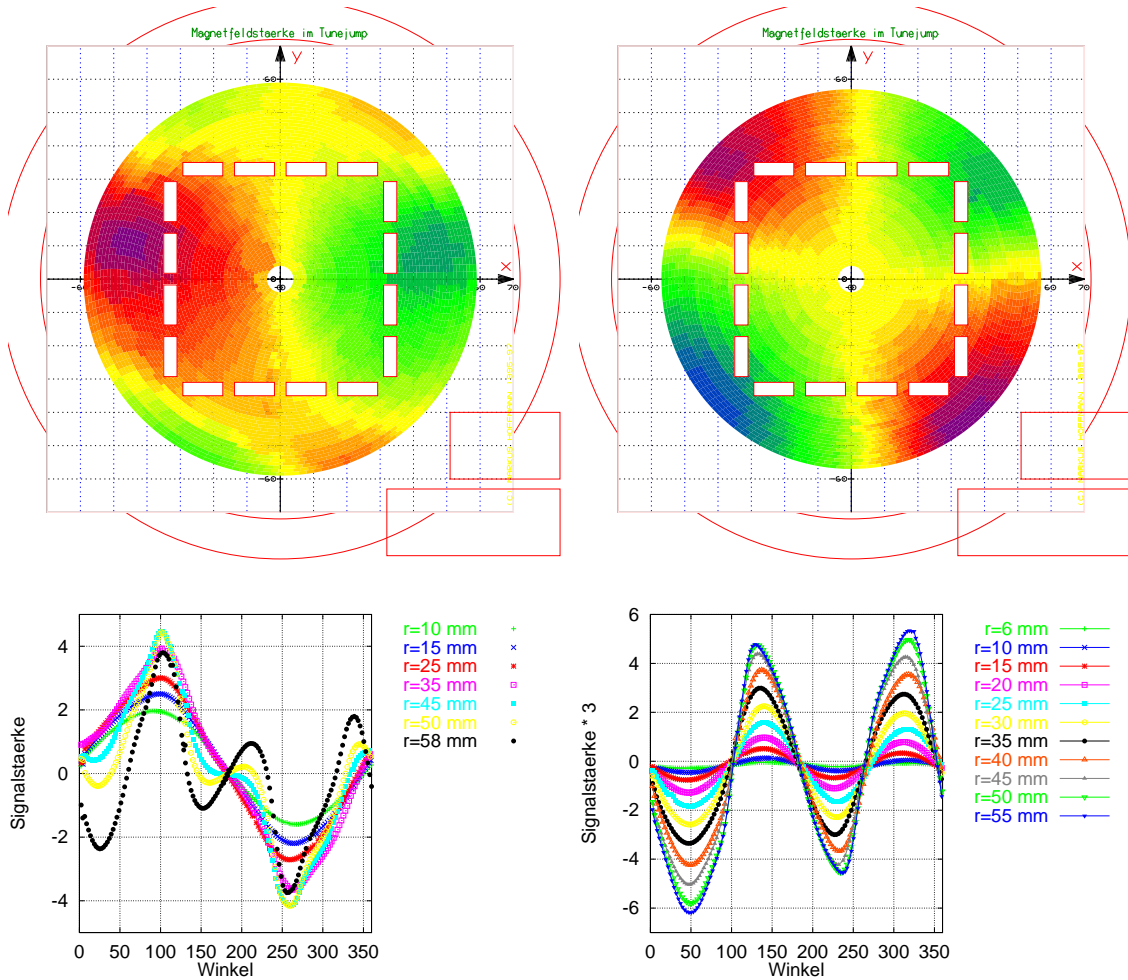 Magnetfeldstaerke im Tunejump
Y
60
X
-6
-0
60 70
-60
Magnetfeldstaerke im Tunejump
Y
60
X
-60
-0
60 70
-60
Signalstaerke
4
2
0
-2
-4
0 50 100 150 200 250 300 350
Winkel
r=10 mm
r=15 mm
r=25 mm
r=35 mm
r=45 mm
r=50 mm
r=58 mm
Signalstaerke * 3
6
4
2
0
-2
-4
-6
0 50 100 150 200 250 300 350
Winkel
r=6 mm
r=10 mm
r=15 mm
r=20 mm
r=25 mm
r=30 mm
r=35 mm
r=40 mm
r=45 mm
r=50 mm
r=55 mm